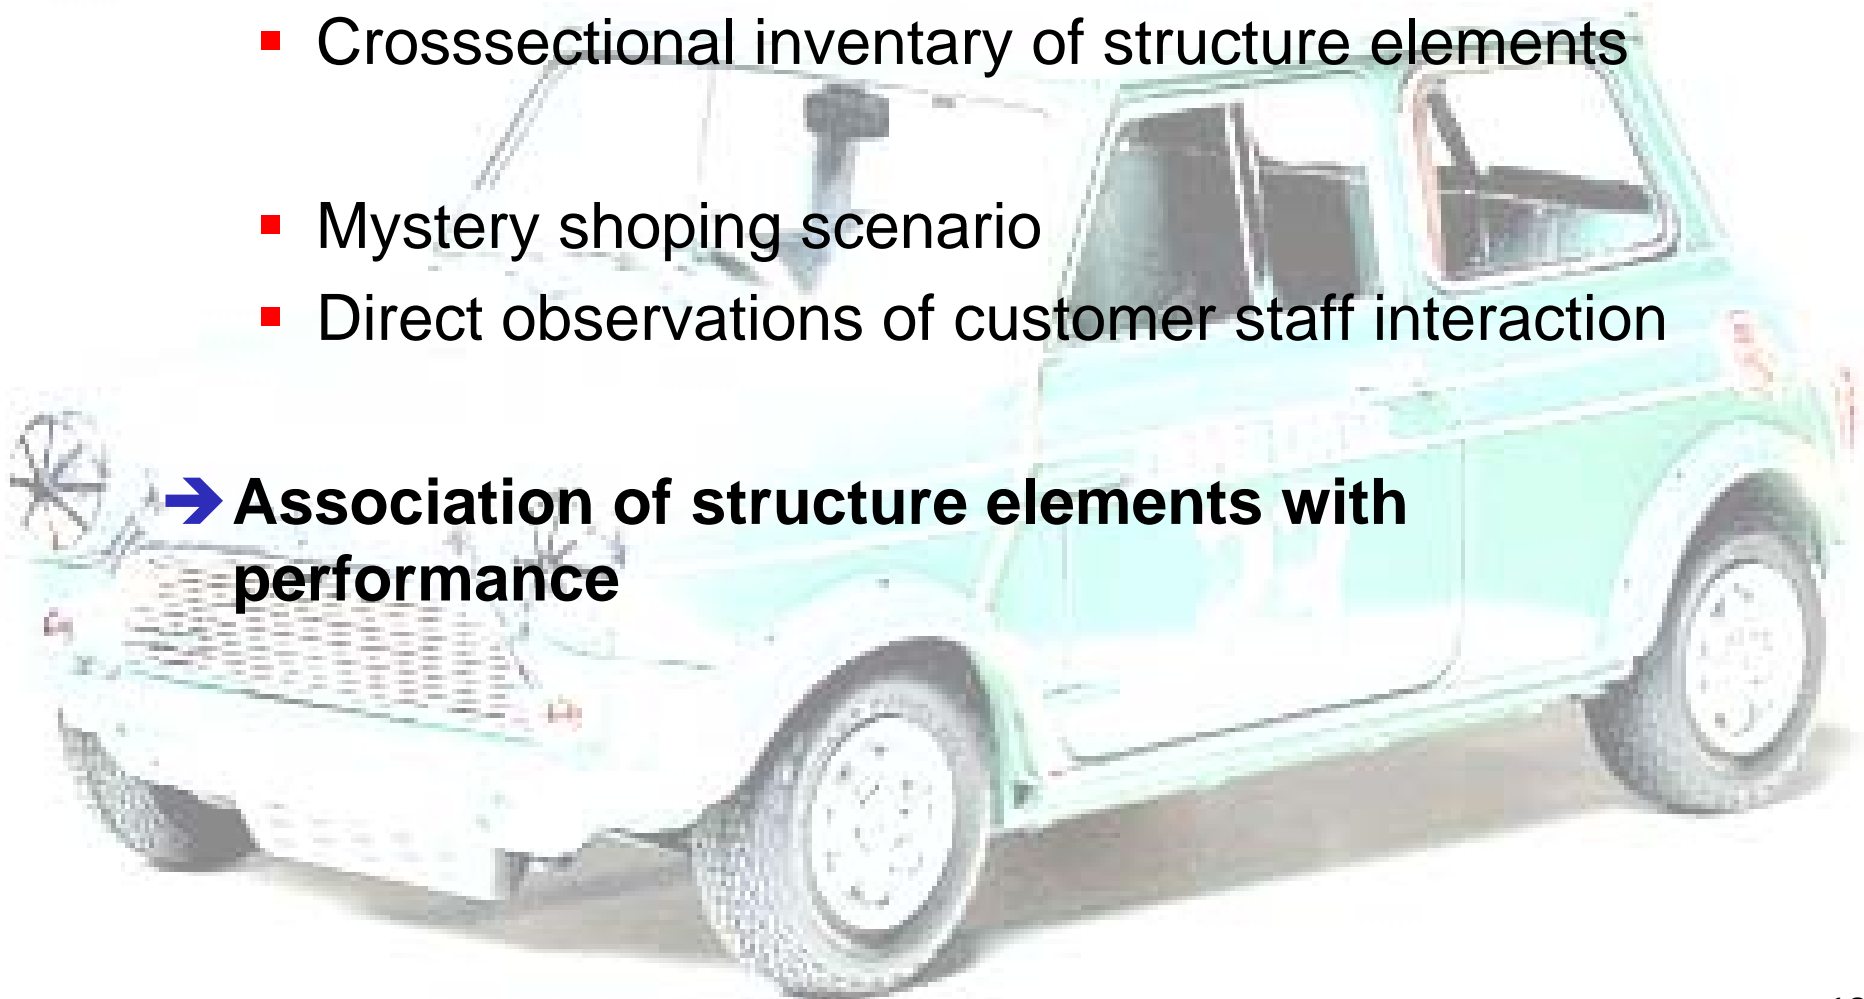 ▪ Crosssectional inventary of structure elements
▪ Mystery shoping scenario
▪ Direct observations of customer staff interaction
➔ Association of structure elements with
performance